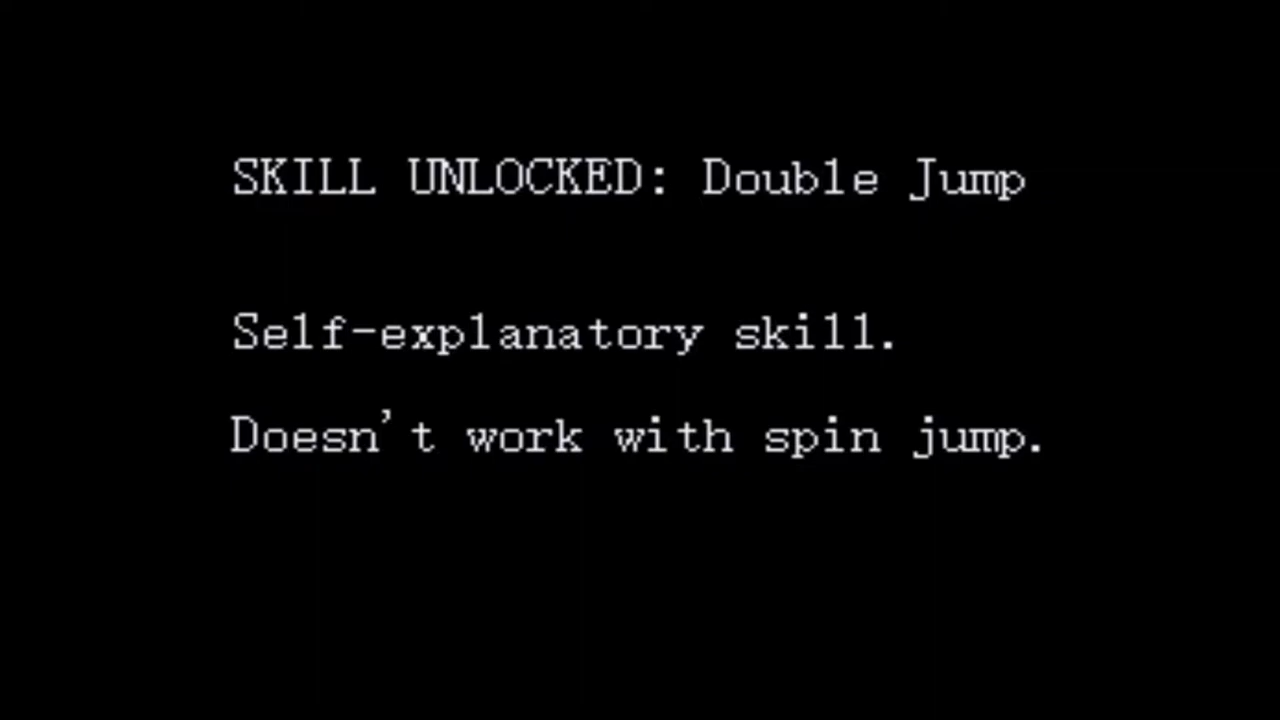 SKILL UNLOCKED: Double Jump
Self-explanatory skill.
Doesn't work with spin jump.